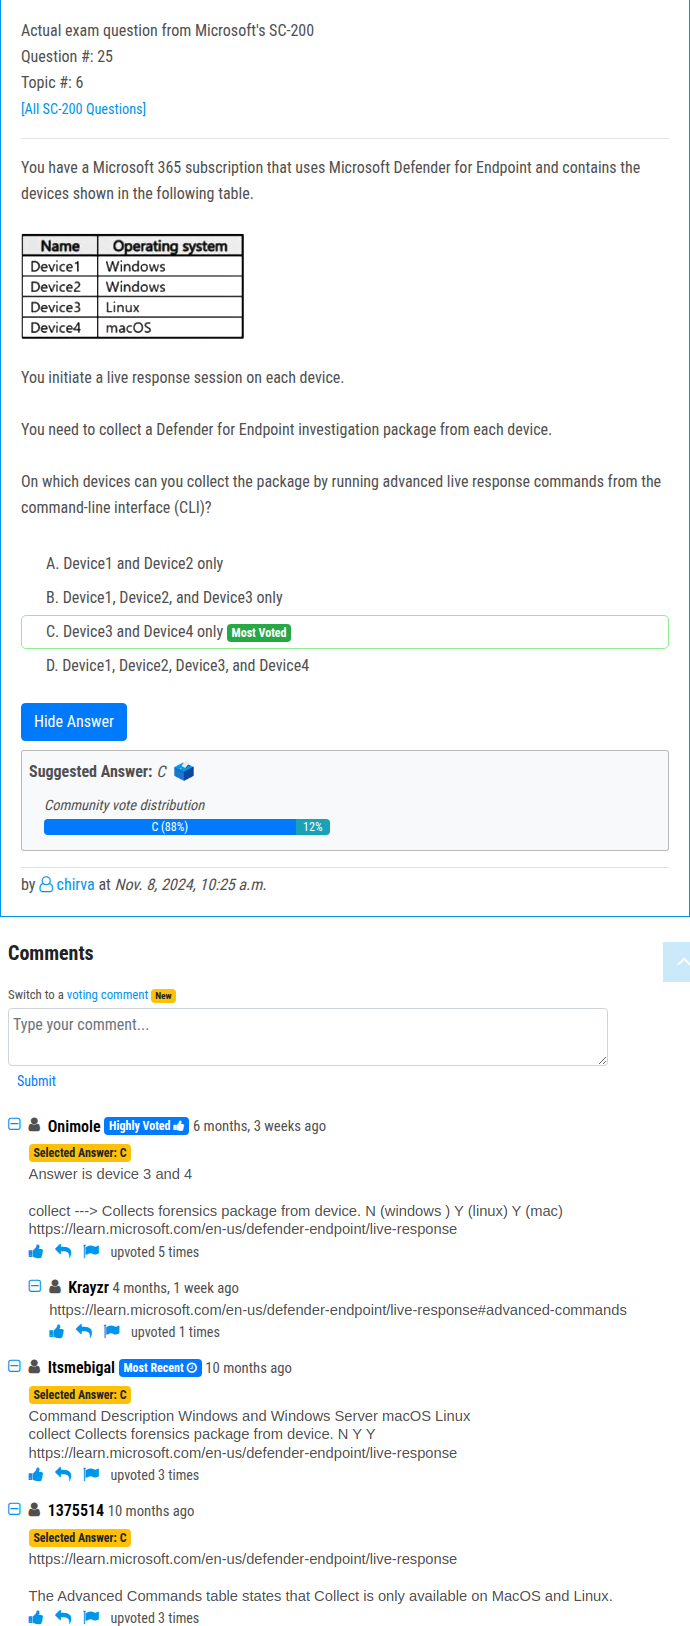 Actual exam question from Microsoft's SC-200
Question #: 25
Topic #: 6
[All SC-200 Questions]
You have a Microsoft 365 subscription that uses Microsoft Defender for Endpoint and contains the
devices shown in the following table.
Name Operating system
Device1 Windows
Device2 Windows
Device3 Linux
Device4 macOS
You initiate a live response session on each device.
You need to collect a Defender for Endpoint investigation package from each device.
On which devices can you collect the package by running advanced live response commands from the
command-line interface (CLI)?
A. Device1 and Device2 only
B. Device1, Device2, and Device3 only
C. Device3 and Device4 only Most Voted
D. Device1, Device2, Device3, and Device4
Hide Answer
Suggested Answer: C
Community vote distribution
C (88%) 12%
by chirva at Nov. 8, 2024, 10:25 a.m.
Comments
Switch to a voting comment New
Type your comment...
Submit
Onimole Highly Voted 6 months, 3 weeks ago
Selected Answer: C
Answer is device 3 and 4
collect ---> Collects forensics package from device. N (windows ) Y (linux) Y (mac)
https://learn.microsoft.com/en-us/defender-endpoint/live-response
upvoted 5 times
Krayzr 4 months, 1 week ago
https://learn.microsoft.com/en-us/defender-endpoint/live-response#advanced-commands
upvoted 1 times
Itsmebigal Most Recent 10 months ago
Selected Answer: C
Command Description Windows and Windows Server macOS Linux
collect Collects forensics package from device. N Y Y
https://learn.microsoft.com/en-us/defender-endpoint/live-response
upvoted 3 times
1375514 10 months ago
Selected Answer: C
https://learn.microsoft.com/en-us/defender-endpoint/live-response
The Advanced Commands table states that Collect is only available on MacOS and Linux.
upvoted 3 times